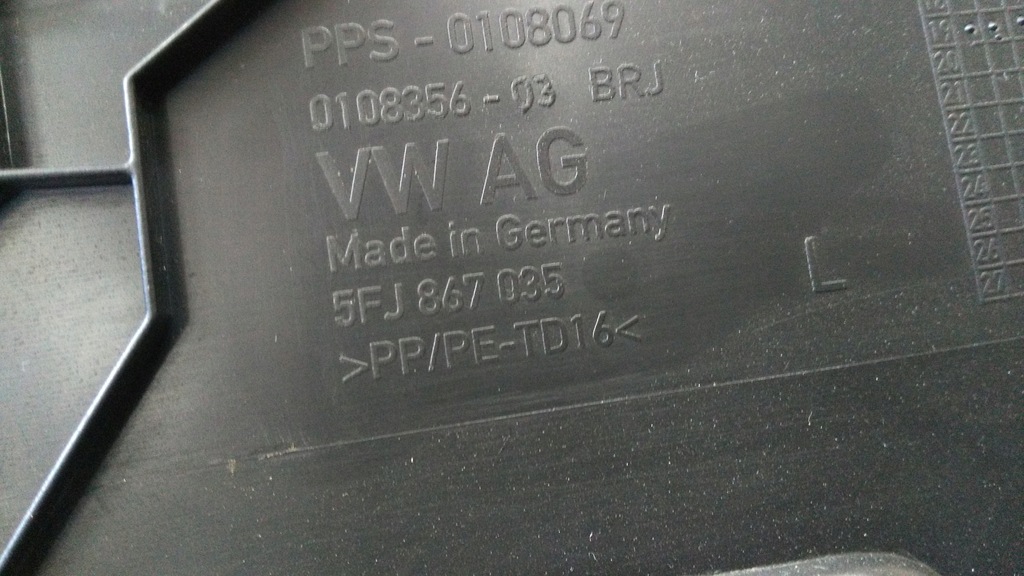 PPS - 0108069
0108356 - 03 BRJ
VW AG
Made in Germany
5FJ 867 035
>PP/PE-TD16<
L